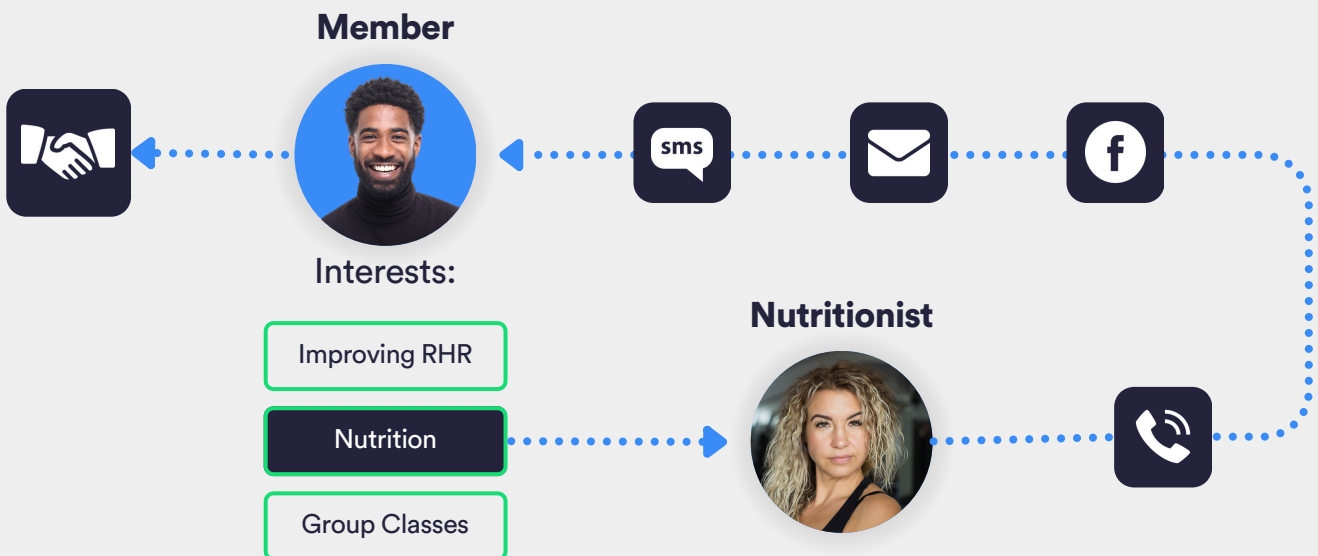 Member
sms
f
Interests:
Nutritionist
Improving RHR
Nutrition
Group Classes